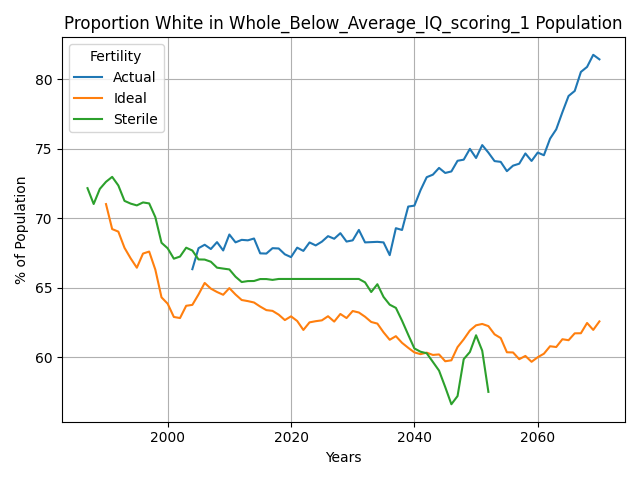 Proportion White in Whole_Below_Average_IQ_scoring_1 Population
Fertility
Actual
Ideal
Sterile
% of Population
80
75
70
65
60
2000
2020
2040
2060
Years